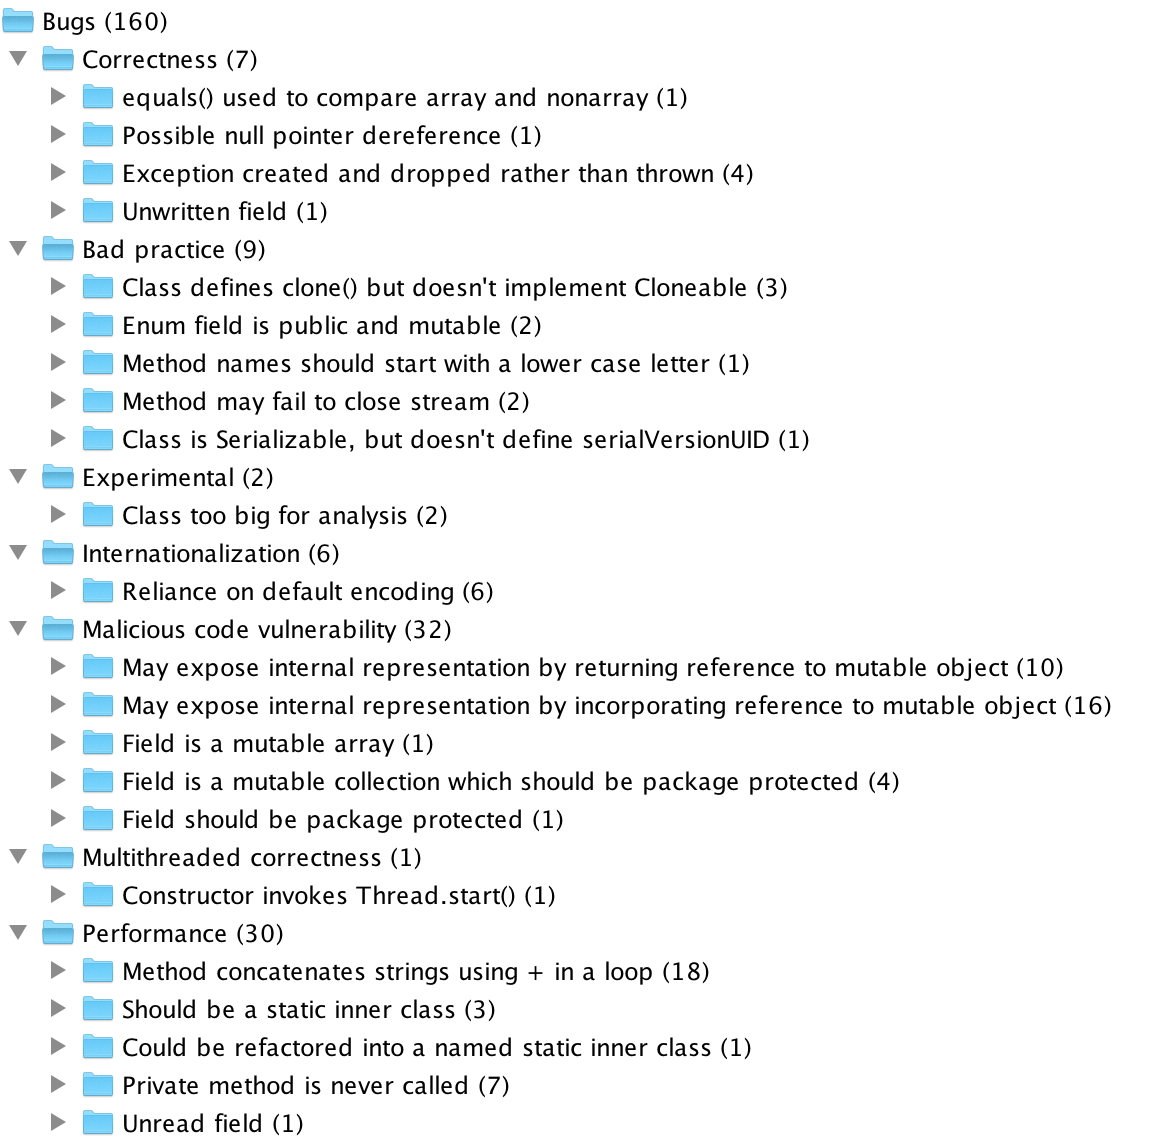 Bugs (160)
Correctness (7)
equals() used to compare array and nonarray (1)
Possible null pointer dereference (1)
Exception created and dropped rather than thrown (4)
Unwritten field (1)
Bad practice (9)
Class defines clone() but doesn't implement Cloneable (3)
Enum field is public and mutable (2)
Method names should start with a lower case letter (1)
Method may fail to close stream (2)
Class is Serializable, but doesn't define serialVersionUID (1)
Experimental (2)
Class too big for analysis (2)
Internationalization (6)
Reliance on default encoding (6)
Malicious code vulnerability (32)
May expose internal representation by returning reference to mutable object (10)
May expose internal representation by incorporating reference to mutable object (16)
Field is a mutable array (1)
Field is a mutable collection which should be package protected (4)
Field should be package protected (1)
Multithreaded correctness (1)
Constructor invokes Thread.start() (1)
Performance (30)
Method concatenates strings using + in a loop (18)
Should be a static inner class (3)
Could be refactored into a named static inner class (1)
Private method is never called (7)
Unread field (1)